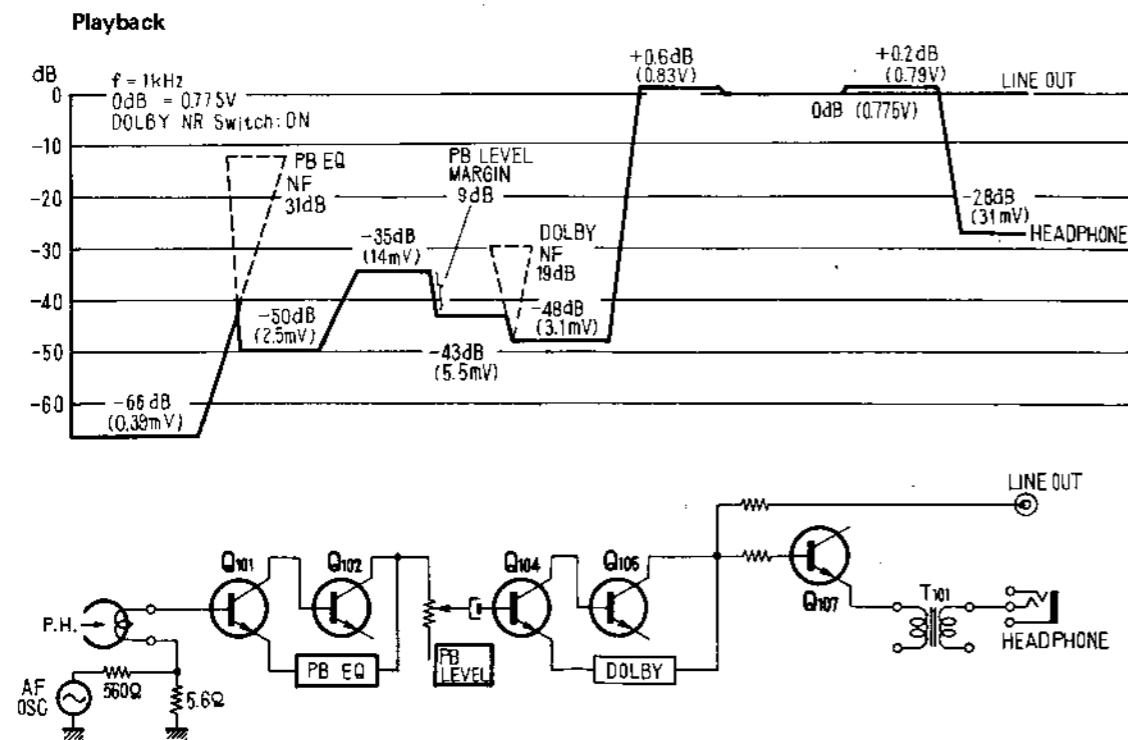 Playback
dB
f = 1kHz
0dB = 0.775V
DOLBY NR Switch: ON
0
-10
-20
-30
-40
-50
-60
+0.6dB
(0.83V)
+0.2dB
(0.79V)
LINE OUT
0dB (0.775V)
PB EQ
NF
31dB
PB LEVEL
MARGIN
9dB
-35dB
(14mV)
DOLBY
NF
19dB
-28dB
(31mV)
HEADPHONE
-50dB
(2.5mV)
-48dB
(3.1mV)
-43dB
(5.5mV)
-66dB
(0.39mV)
LINE OUT
Q101
Q102
Q104
Q106
Q107
T101
HEADPHONE
P.H.
PB EQ
PB
LEVEL
DOLBY
AF
OSC
560Ω
5.6Ω